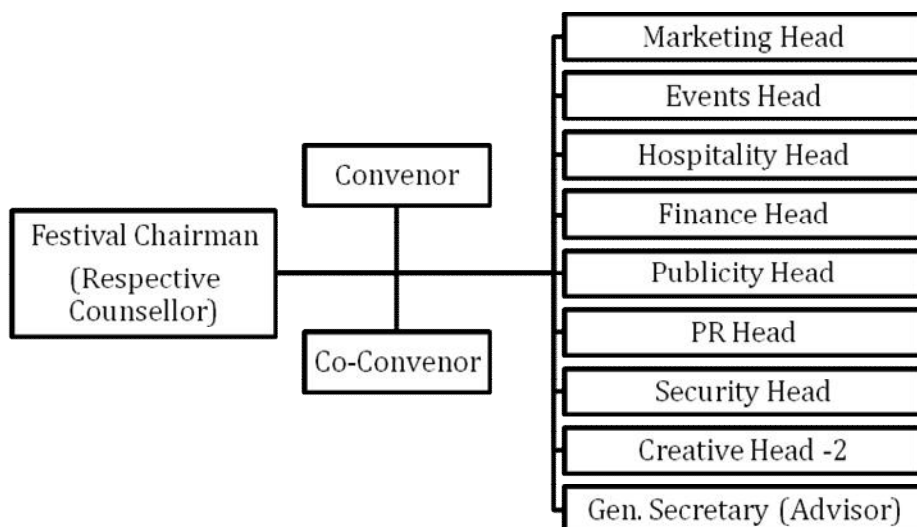 Festival Chairman
(Respective
Counsellor)
Convenor
Co-Convenor
Marketing Head
Events Head
Hospitality Head
Finance Head
Publicity Head
PR Head
Security Head
Creative Head -2
Gen. Secretary (Advisor)